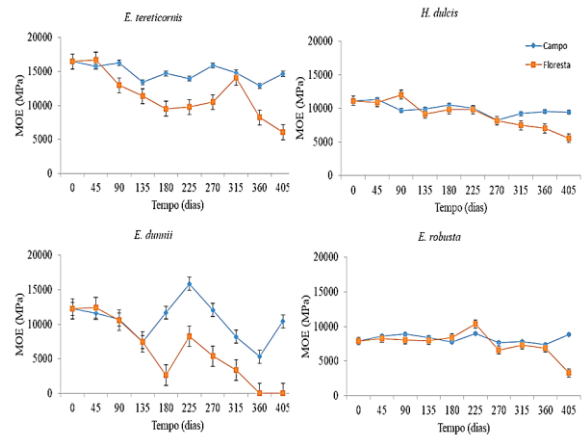 E. tereticornis
20000
15000
10000
5000
0
MOE (MPa)
0 45 90 135 180 225 270 315 360 405
Tempo (dias)
H. dulcis
Campo
Floresta
20000
15000
10000
5000
0
MOE (MPa)
0 45 90 135 180 225 270 315 360 405
Tempo (dias)
E. dunnii
20000
15000
10000
5000
0
MOE (MPa)
0 45 90 135 180 225 270 315 360 405
Tempo (dias)
E. robusta
20000
15000
10000
5000
0
MOE (MPa)
0 45 90 135 180 225 270 315 360 405
Tempo (dias)